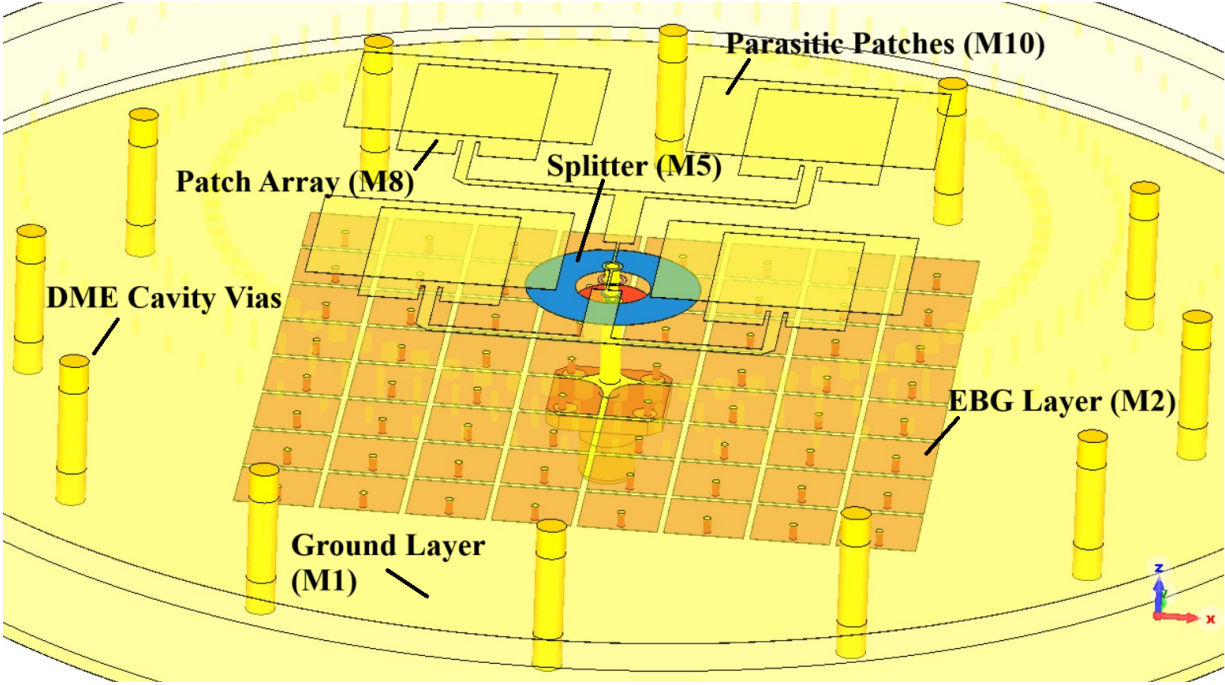 Parasitic Patches (M10)
Splitter (M5)
Patch Array (M8)
DME Cavity Vias
EBG Layer (M2)
Ground Layer
(M1)
z
y
x